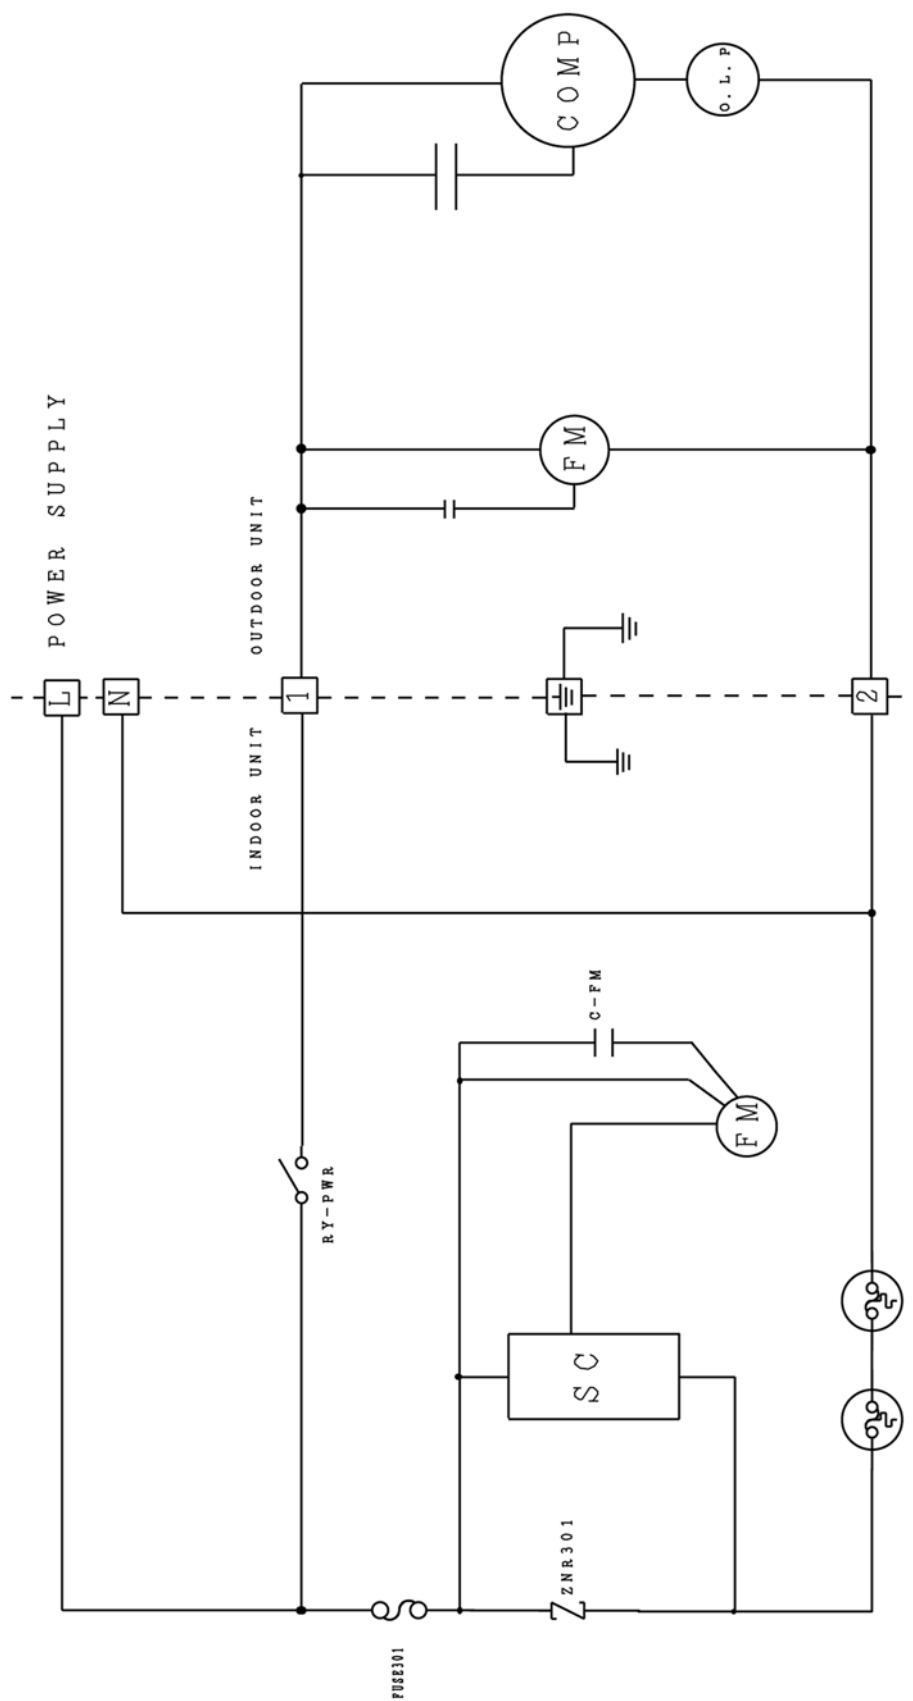 POWER SUPPLY
L
N
INDOOR UNIT
OUTDOOR UNIT
1
FUSE301
RY-PWR
FM
COMP
ZNR301
SC
C-FM
FM
O.L.P
2